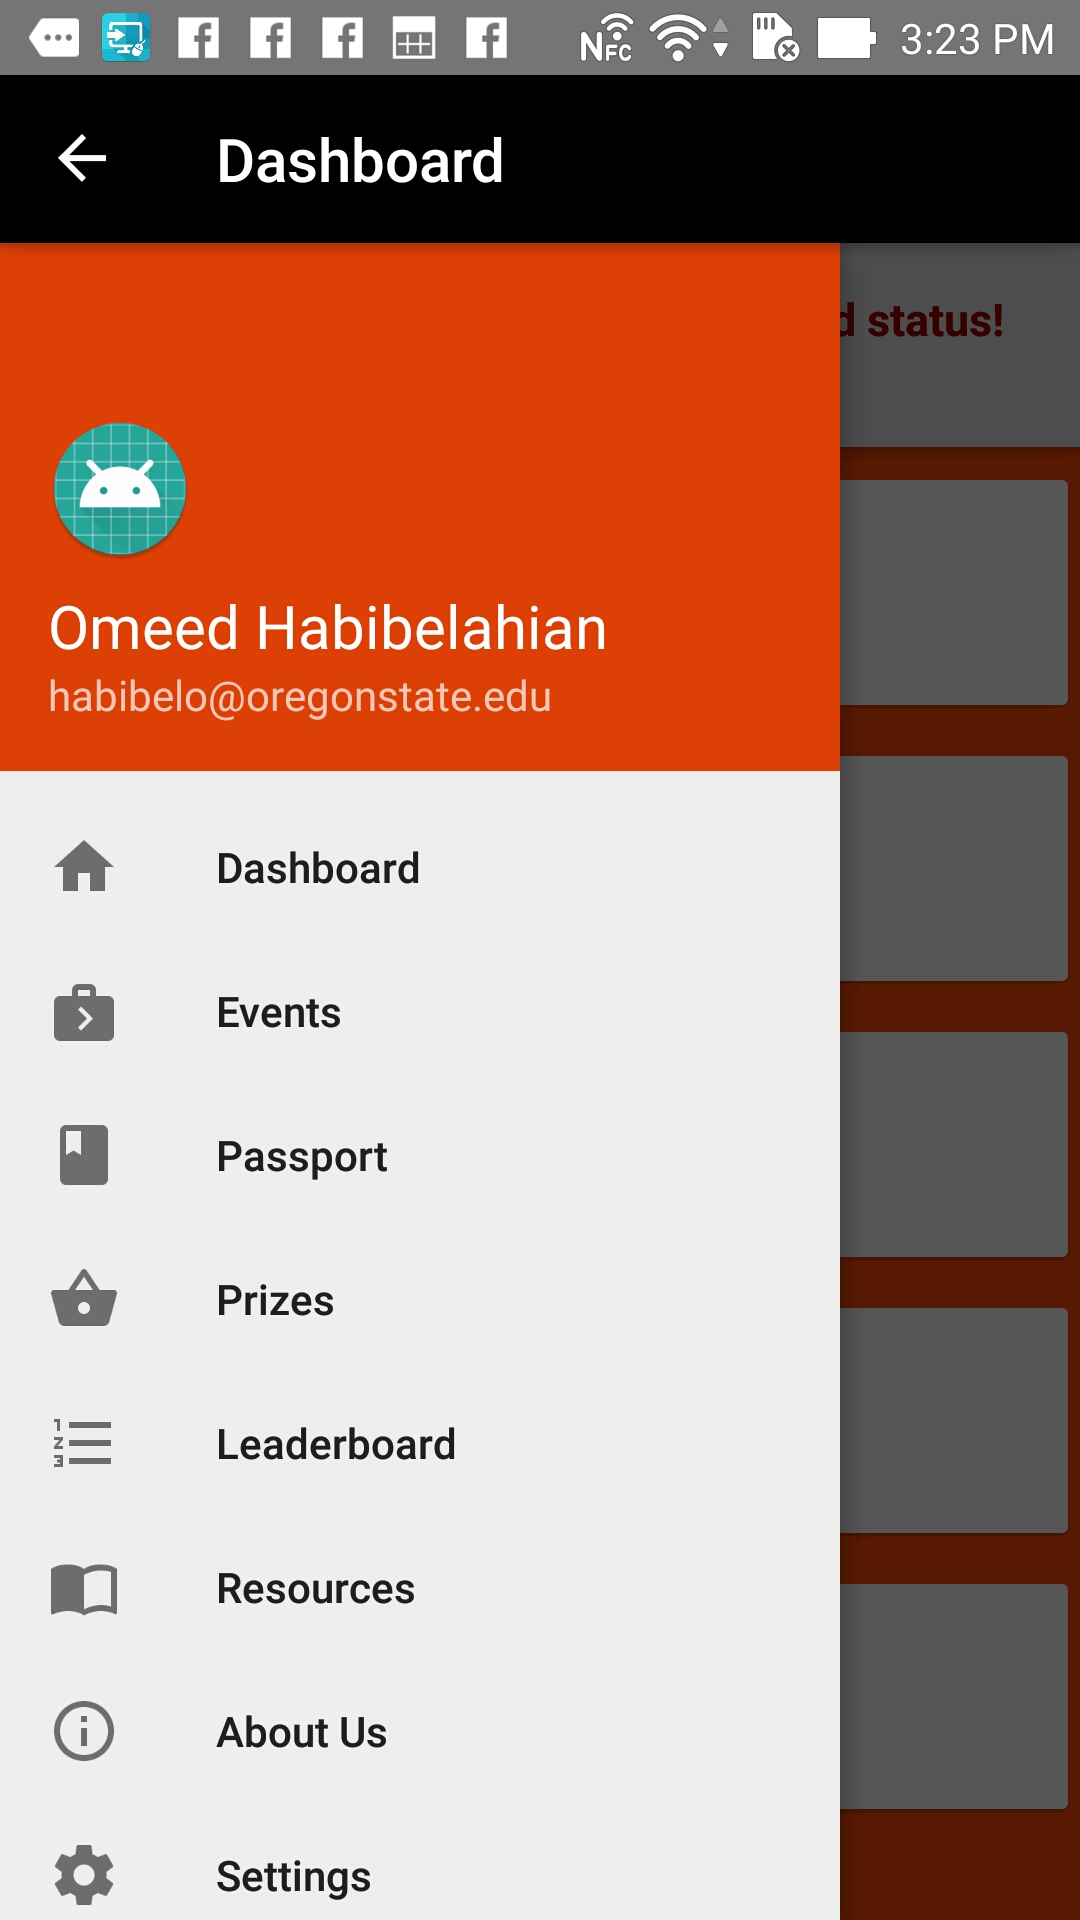 NFC 3:23 PM
Dashboard
d status!
Omeed Habibelahian
habibelo@oregonstate.edu
Dashboard
Events
Passport
Prizes
Leaderboard
Resources
About Us
Settings